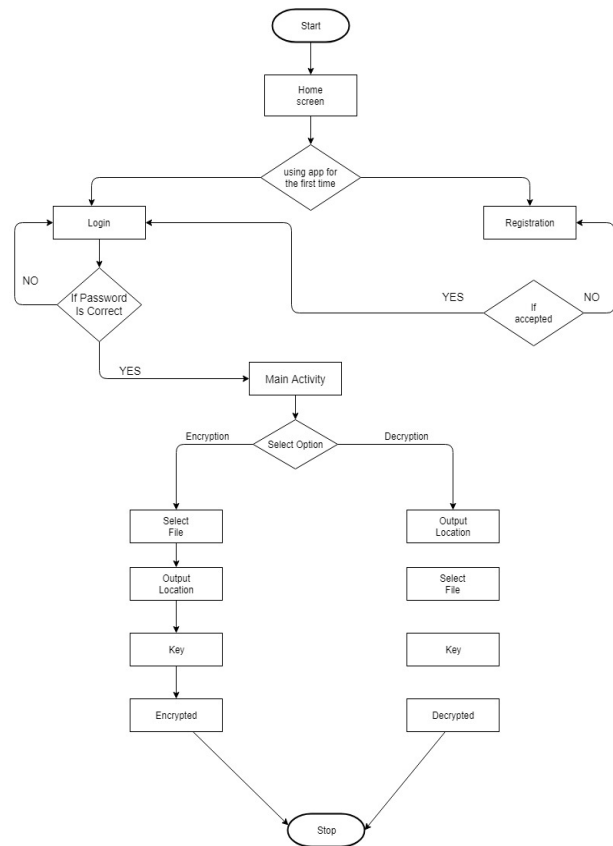 Start
Home
screen
using app for
the first time
Login
Registration
NO
If Password
Is Correct
YES
If
accepted
NO
YES
Main Activity
Encryption
Select Option
Decryption
Select
File
Output
Location
Output
Location
Select
File
Key
Key
Encrypted
Decrypted
Stop